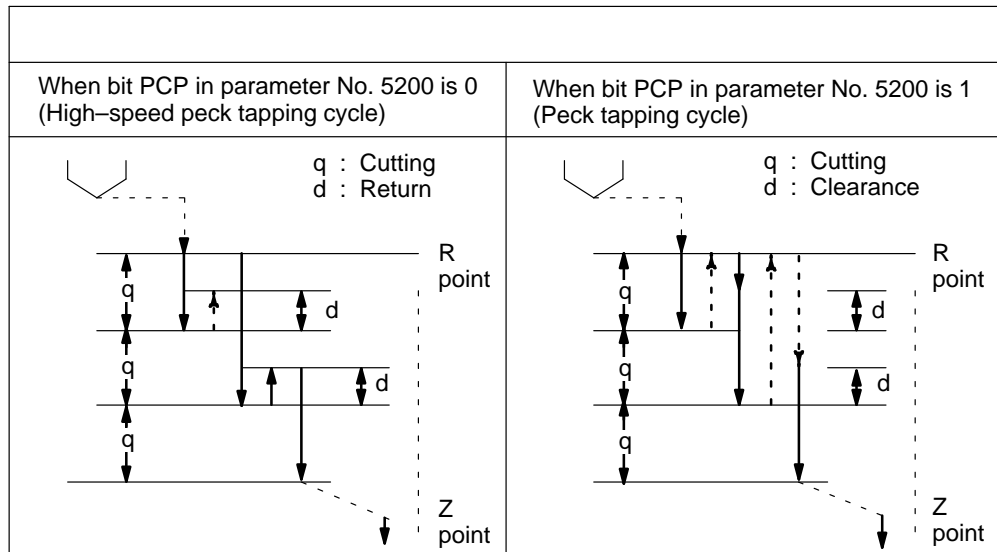 When bit PCP in parameter No. 5200 is 0
(High–speed peck tapping cycle)
q : Cutting
d : Return
R
point
q
d
q
d
q
Z
point
When bit PCP in parameter No. 5200 is 1
(Peck tapping cycle)
q : Cutting
d : Clearance
R
point
q
d
q
d
q
Z
point